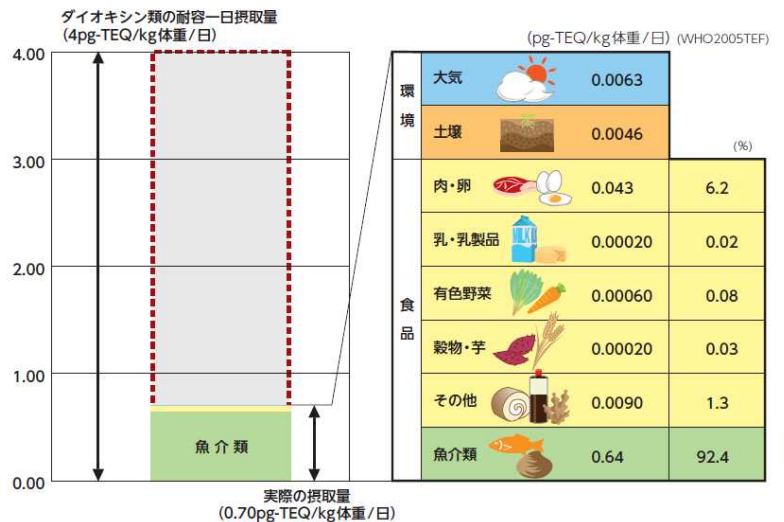 ダイオキシン類の耐容一日摂取量
(4pg-TEQ/kg体重/日)
4.00
3.00
2.00
1.00
0.00
魚介類
実際の摂取量
(0.70pg-TEQ/kg体重/日)
(pg-TEQ/kg体重/日) (WHO2005TEF)
環境
大気 0.0063
土壌 0.0046
(%)
食品
肉・卵 0.043 6.2
乳・乳製品 MILK 0.00020 0.02
有色野菜 0.00060 0.08
穀物・芋 0.00020 0.03
その他 0.0090 1.3
魚介類 0.64 92.4